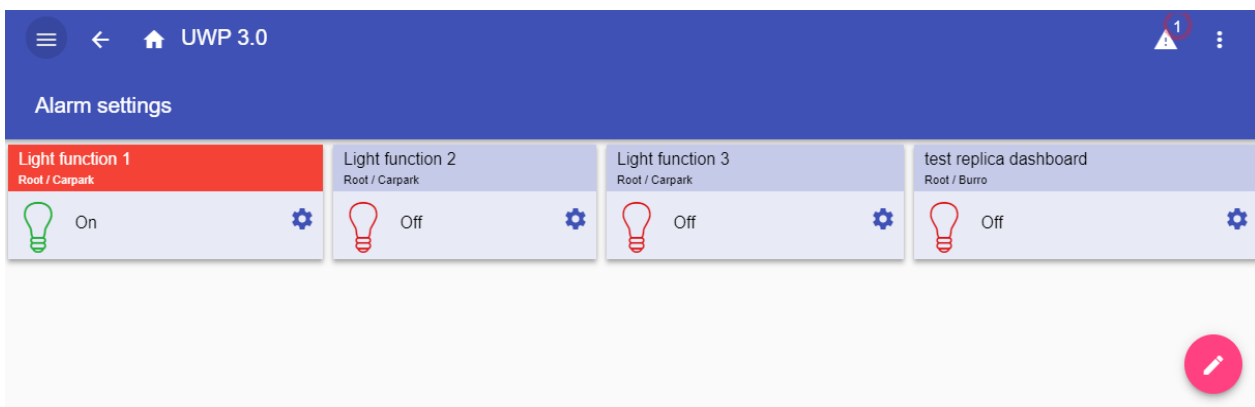 UWP 3.0
1
Alarm settings
Light function 1
Root / Carpark
On
Light function 2
Root / Carpark
Off
Light function 3
Root / Carpark
Off
test replica dashboard
Root / Burro
Off